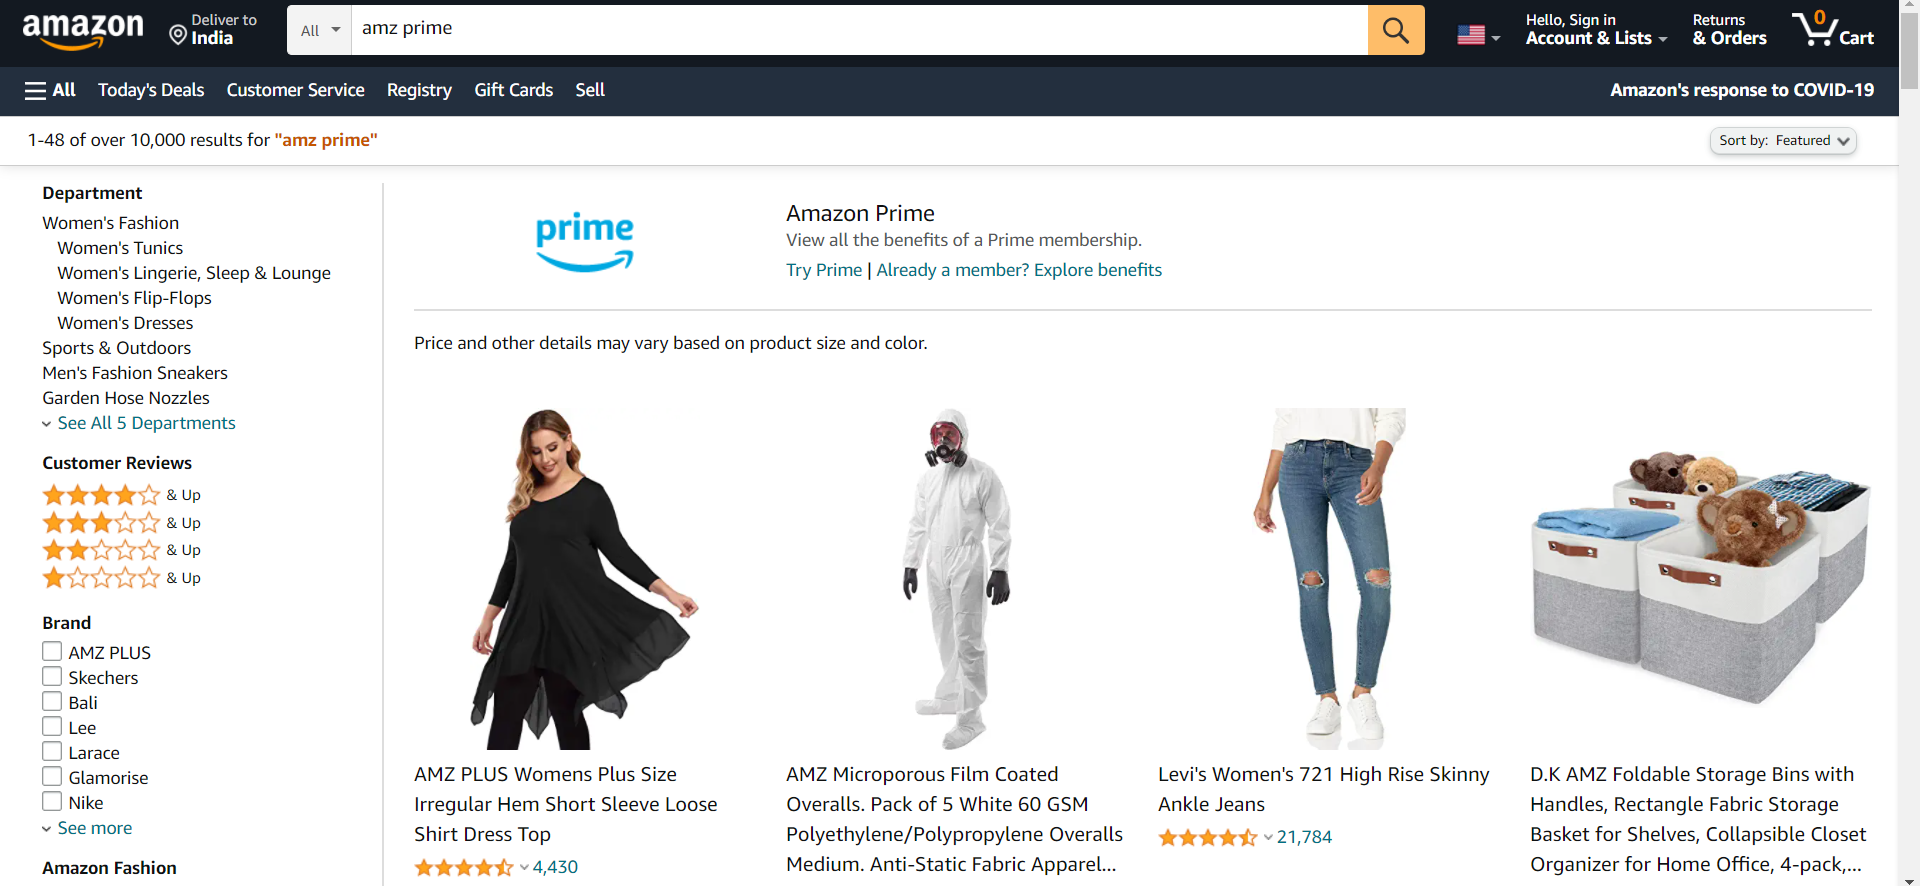 amazon
Deliver to
India
All
amz prime
Hello, Sign in
Account & Lists
Returns
& Orders
0
Cart
All
Today's Deals
Customer Service
Registry
Gift Cards
Sell
Amazon's response to COVID-19
1-48 of over 10,000 results for "amz prime"
Sort by: Featured
Department
Women's Fashion
Women's Tunics
Women's Lingerie, Sleep & Lounge
Women's Flip-Flops
Women's Dresses
Sports & Outdoors
Men's Fashion Sneakers
Garden Hose Nozzles
See All 5 Departments
Customer Reviews
& Up
& Up
& Up
& Up
Brand
AMZ PLUS
Skechers
Bali
Lee
Larace
Glamorise
Nike
See more
Amazon Fashion
prime
Amazon Prime
View all the benefits of a Prime membership.
Try Prime | Already a member? Explore benefits
Price and other details may vary based on product size and color.
AMZ PLUS Womens Plus Size
Irregular Hem Short Sleeve Loose
Shirt Dress Top
4,430
AMZ Microporous Film Coated
Overalls. Pack of 5 White 60 GSM
Polyethylene/Polypropylene Overalls
Medium. Anti-Static Fabric Apparel...
Levi's Women's 721 High Rise Skinny
Ankle Jeans
21,784
D.K AMZ Foldable Storage Bins with
Handles, Rectangle Fabric Storage
Basket for Shelves, Collapsible Closet
Organizer for Home Office, 4-pack,...